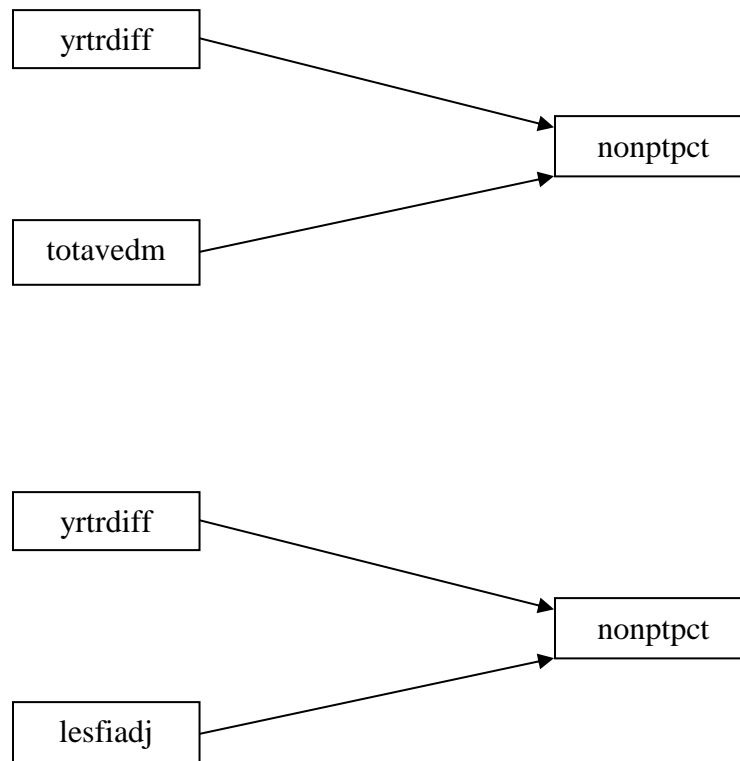 yrtrdiff
nonptpct
totavedm
yrtrdiff
nonptpct
lesfiadj